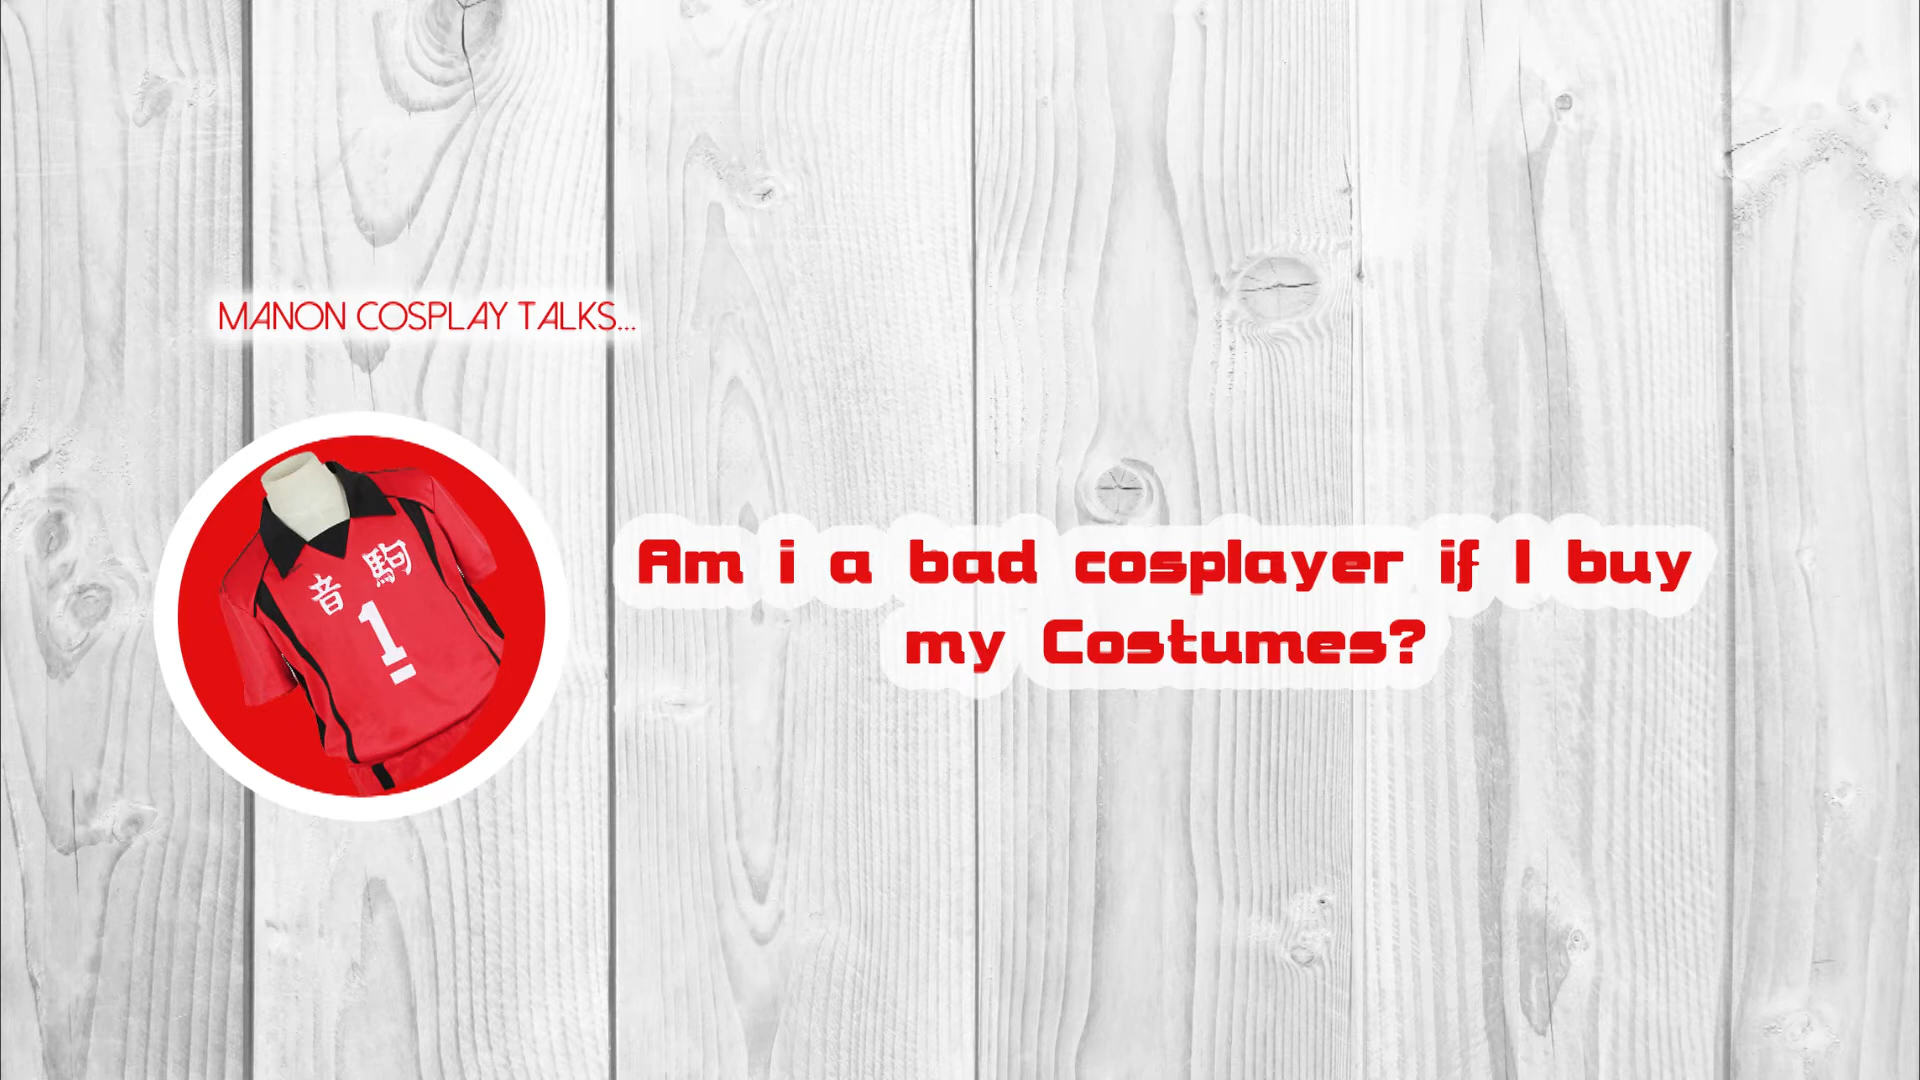 MANON COSPLAY TALKS...
音駒
1
Am i a bad cosplayer if I buy
my Costumes?